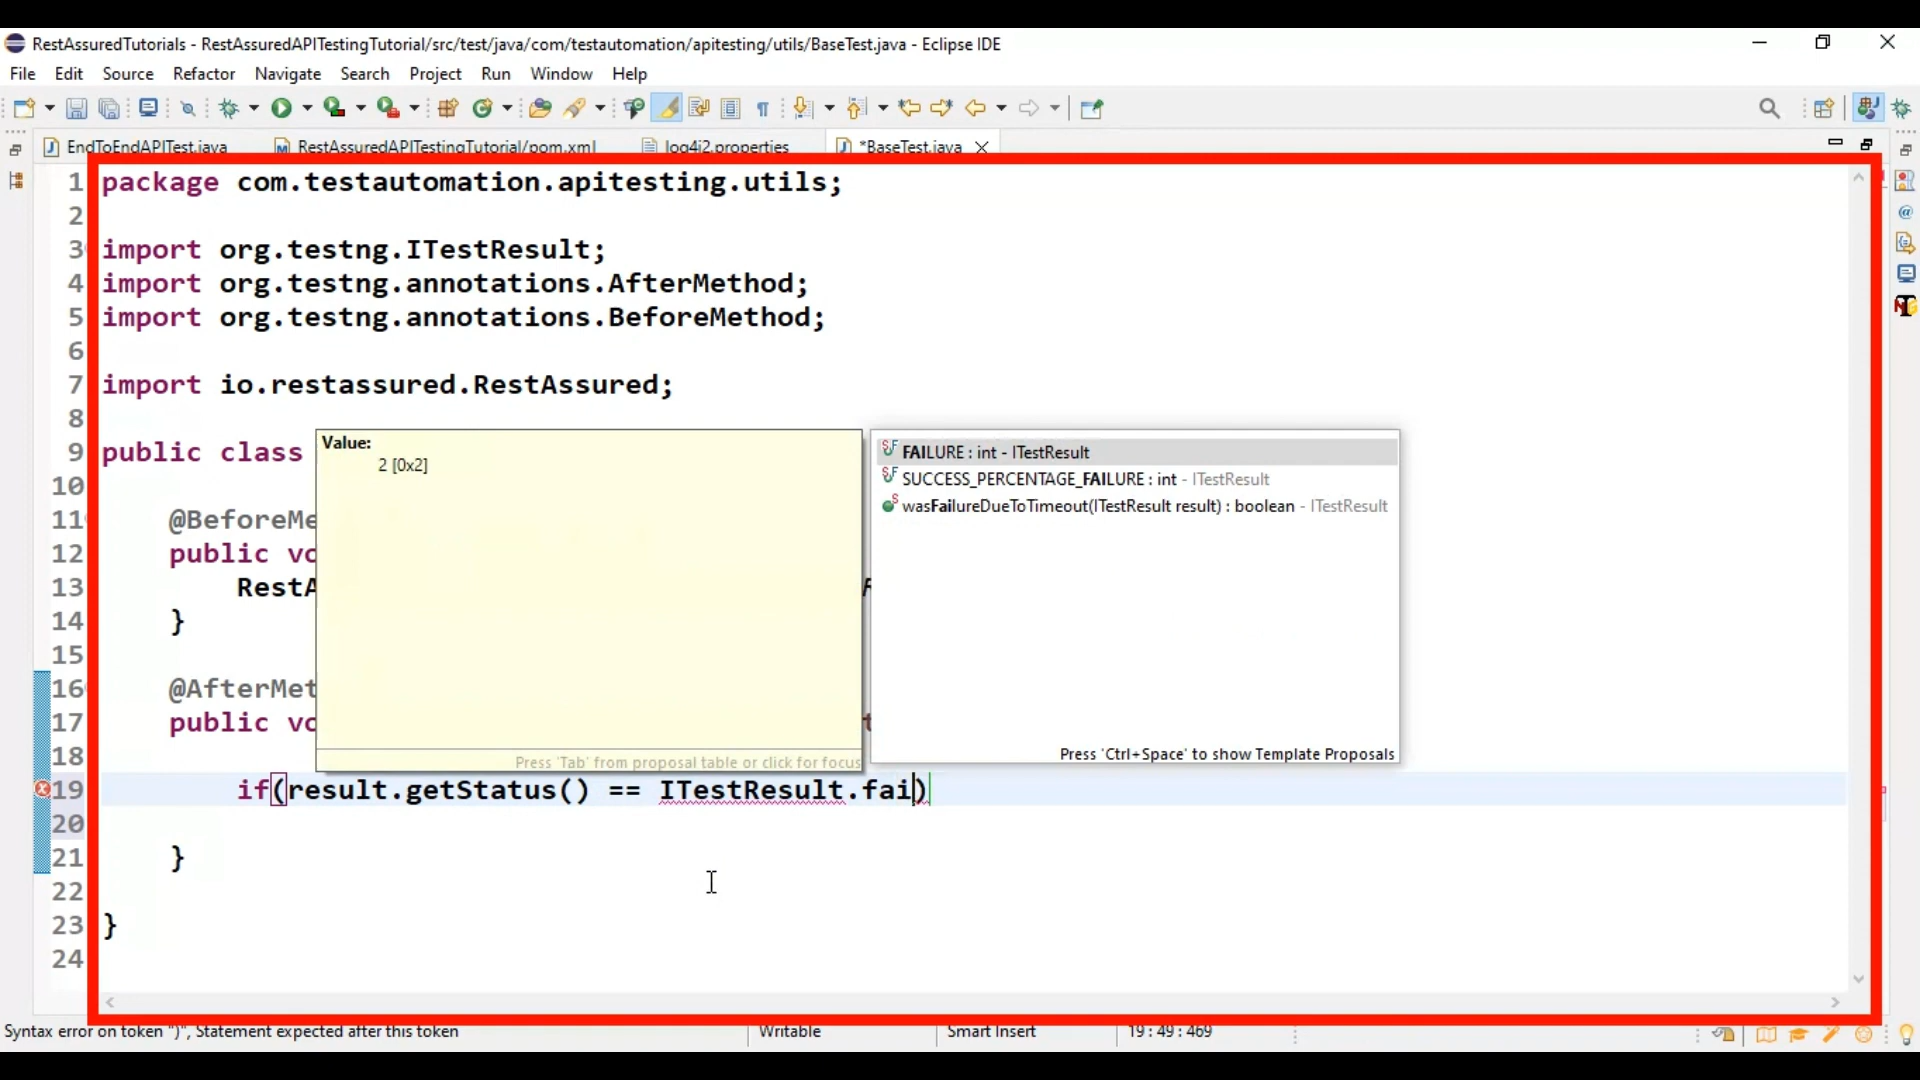 RestAssuredTutorials - RestAssuredAPITestingTutorial/src/test/java/com/testautomation/apitesting/utils/BaseTest.java - Eclipse IDE
File Edit Source Refactor Navigate Search Project Run Window Help
EndToEndAPITest.java RestAssuredAPITestingTutorial/pom.xml log4j2.properties *BaseTest.java
1 package com.testautomation.apitesting.utils;
2
3 import org.testng.ITestResult;
4 import org.testng.annotations.AfterMethod;
5 import org.testng.annotations.BeforeMethod;
6
7 import io.restassured.RestAssured;
8
9 public class
Value:
2 [0x2]
Press 'Tab' from proposal table or click for focus
FAILURE : int - ITestResult
SUCCESS_PERCENTAGE_FAILURE : int - ITestResult
wasFailureDueToTimeout(ITestResult result) : boolean - ITestResult
Press 'Ctrl+Space' to show Template Proposals
10
11 @BeforeMe
12 public vo
13 RestA
14 }
15
16 @AfterMet
17 public vo t
18
19 if(result.getStatus() == ITestResult.fai)
20
21 }
22
23 }
24
Syntax error on token ")", Statement expected after this token Writable Smart Insert 19 : 49 : 469